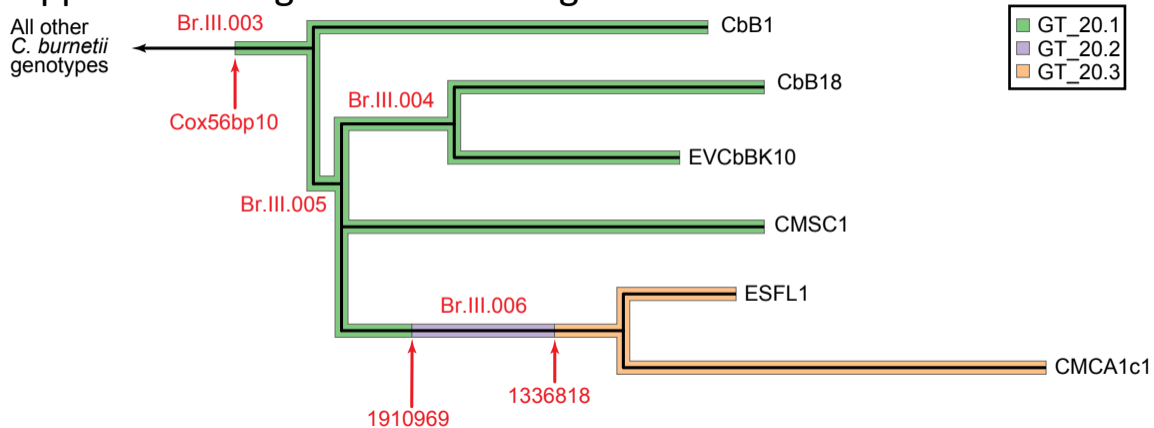 All other
C. burnetii
genotypes
Br.III.003
Cox56bp10
CbB1
Br.III.004
CbB18
EVCbBK10
Br.III.005
CMSC1
Br.III.006
ESFL1
CMCA1c1
1910969
1336818
GT_20.1
GT_20.2
GT_20.3